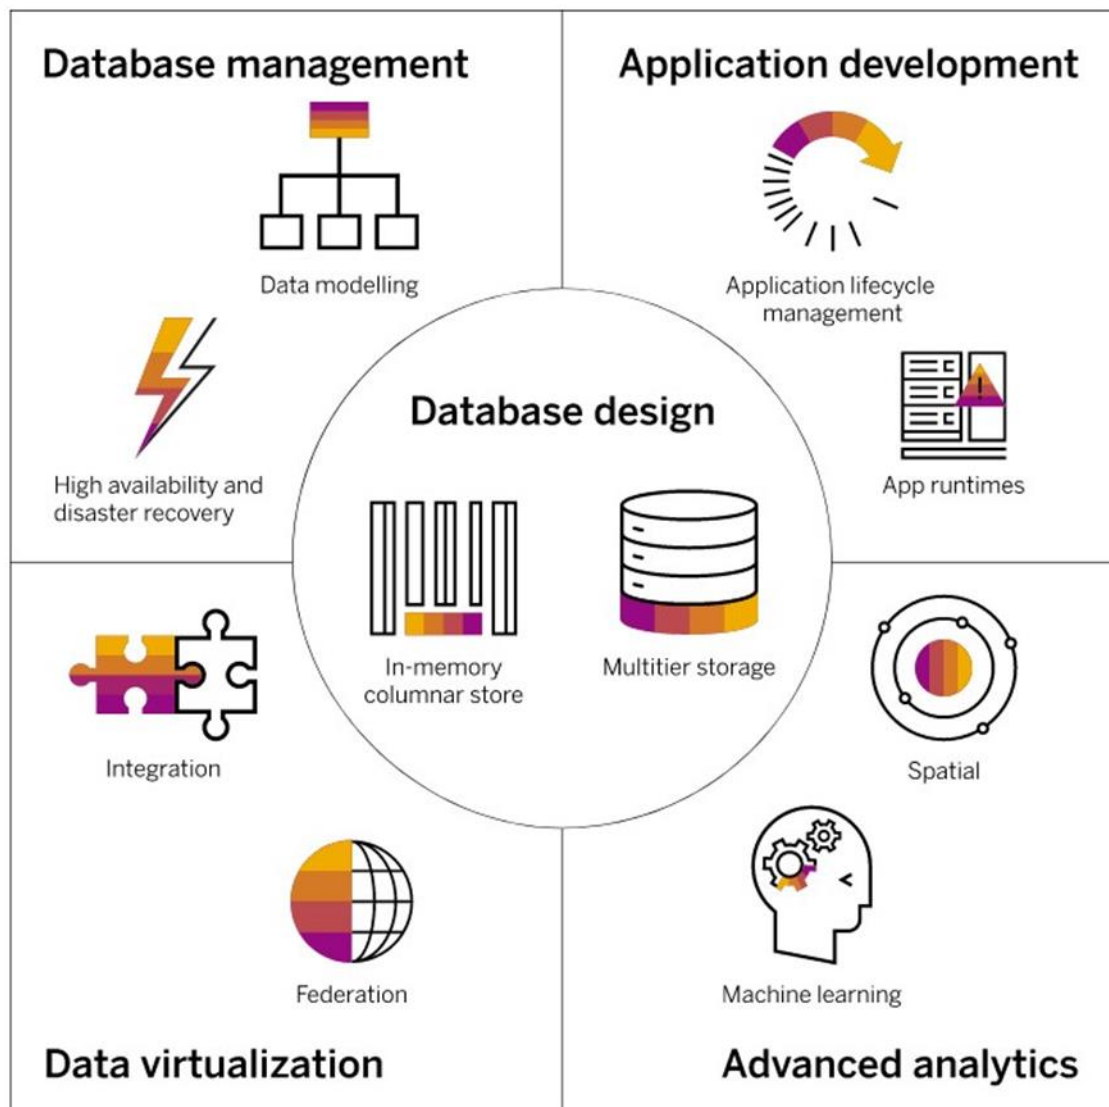 Database management
Data modelling
High availability and
disaster recovery
Application development
Application lifecycle
management
App runtimes
Database design
In-memory
columnar store
Multitier storage
Integration
Federation
Data virtualization
Spatial
Machine learning
Advanced analytics